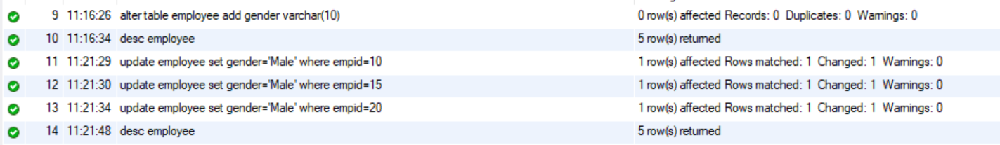 9 11:16:26 alter table employee add gender varchar(10) 0 row(s) affected Records: 0 Duplicates: 0 Warnings: 0
10 11:16:34 desc employee 5 row(s) returned
11 11:21:29 update employee set gender='Male' where empid=10 1 row(s) affected Rows matched: 1 Changed: 1 Warnings: 0
12 11:21:30 update employee set gender='Male' where empid=15 1 row(s) affected Rows matched: 1 Changed: 1 Warnings: 0
13 11:21:34 update employee set gender='Male' where empid=20 1 row(s) affected Rows matched: 1 Changed: 1 Warnings: 0
14 11:21:48 desc employee 5 row(s) returned